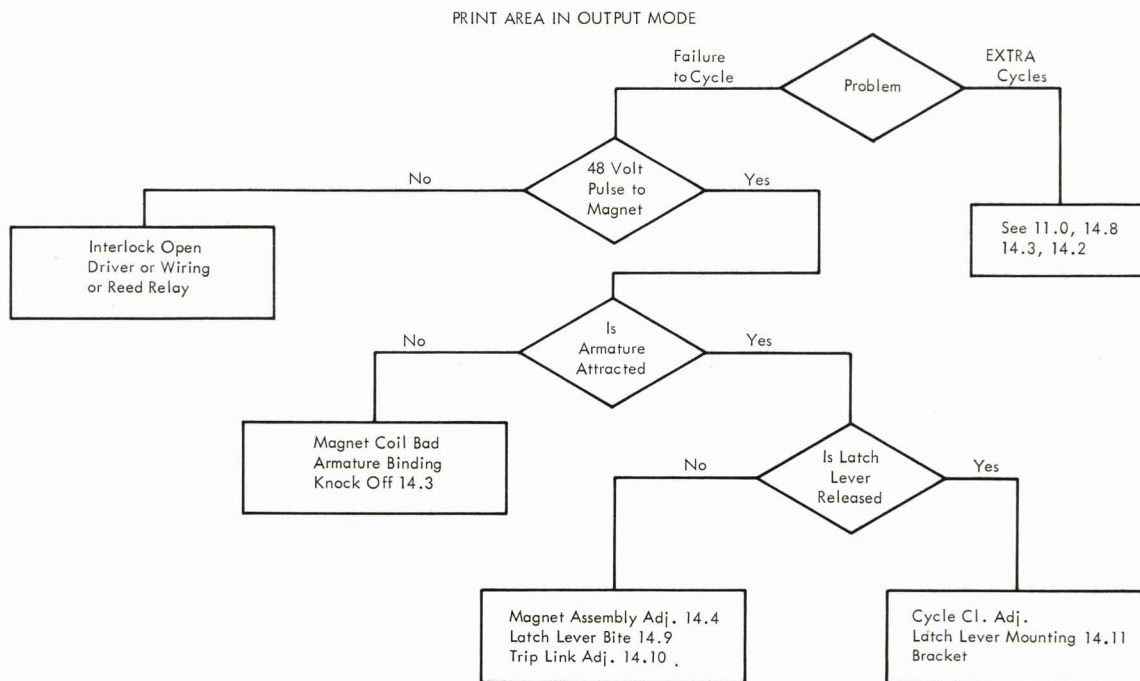 PRINT AREA IN OUTPUT MODE
Failure
to Cycle
Problem
EXTRA
Cycles
No
48 Volt
Pulse to
Magnet
Yes
Interlock Open
Driver or Wiring
or Reed Relay
See 11.0, 14.8
14.3, 14.2
No
Is
Armature
Attracted
Yes
Magnet Coil Bad
Armature Binding
Knock Off 14.3
No
Is Latch
Lever
Released
Yes
Magnet Assembly Adj. 14.4
Latch Lever Bite 14.9
Trip Link Adj. 14.10 .
Cycle Cl. Adj.
Latch Lever Mounting 14.11
Bracket